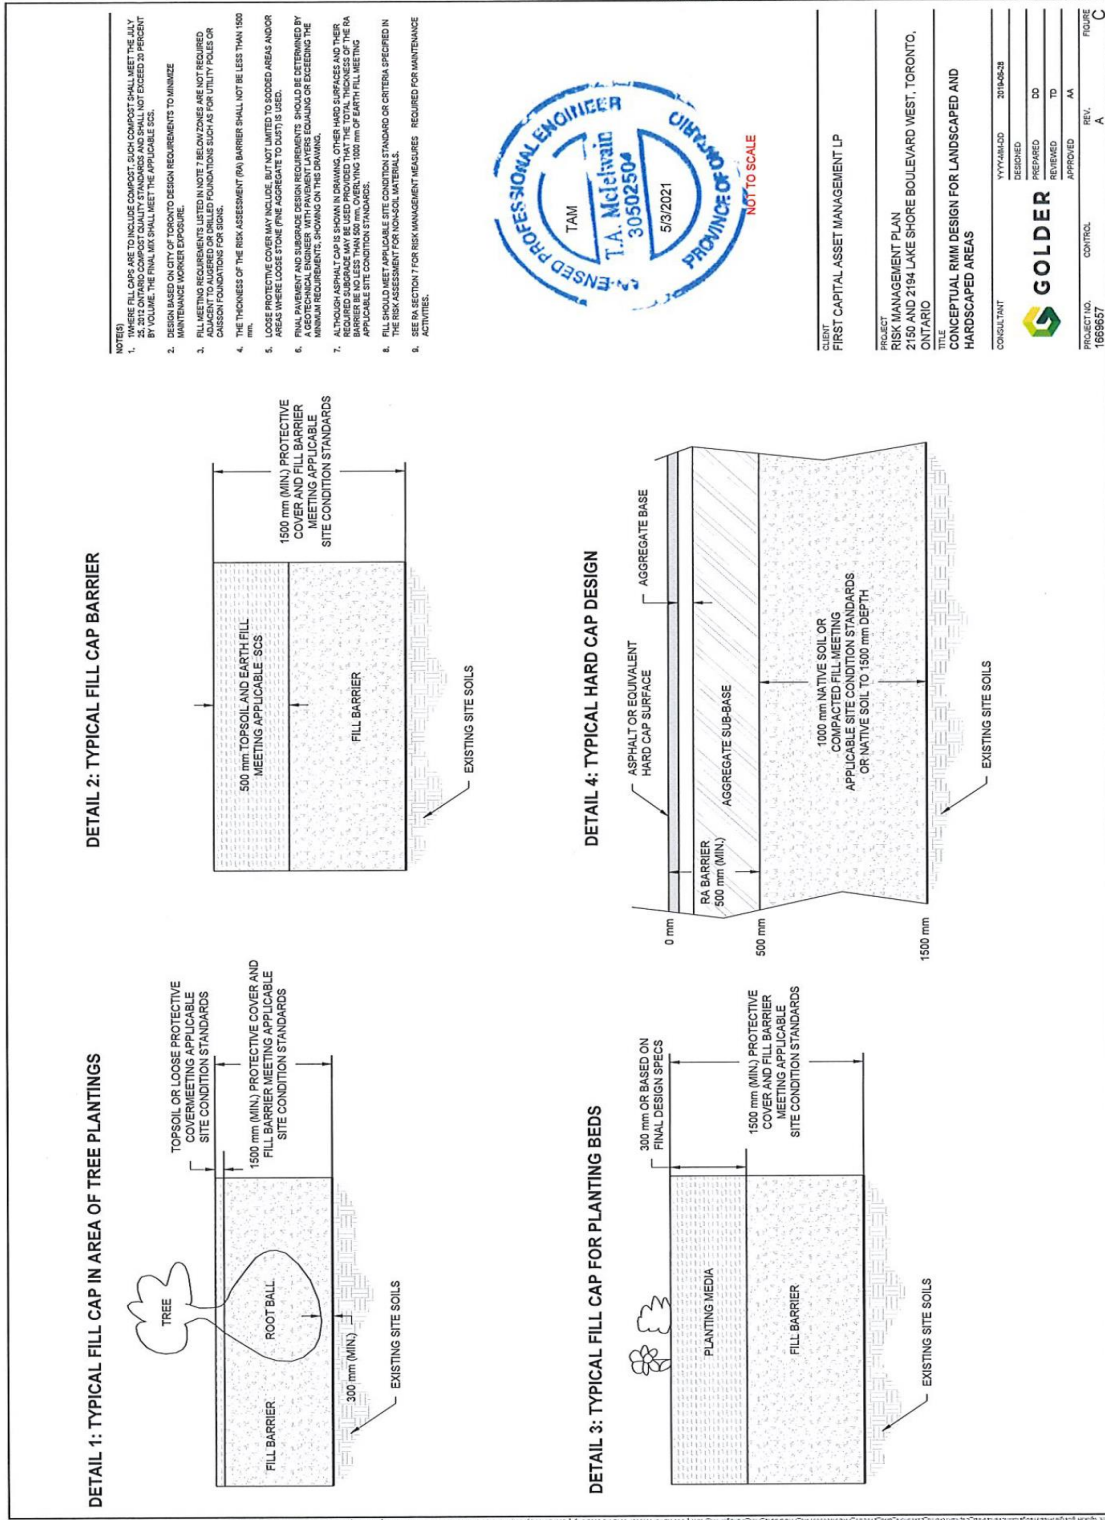 DETAIL 1: TYPICAL FILL CAP IN AREA OF TREE PLANTINGS
TREE
FILL BARRIER
ROOT BALL
300 mm (MIN.)
EXISTING SITE SOILS
TOPSOIL OR LOOSE PROTECTIVE
COVERMEETING APPLICABLE
SITE CONDITION STANDARDS
1500 mm (MIN.) PROTECTIVE COVER AND
FILL BARRIER MEETING APPLICABLE
SITE CONDITION STANDARDS
DETAIL 2: TYPICAL FILL CAP BARRIER
500 mm TOPSOIL AND EARTH FILL
MEETING APPLICABLE SCS
FILL BARRIER
EXISTING SITE SOILS
1500 mm (MIN.) PROTECTIVE
COVER AND FILL BARRIER
MEETING APPLICABLE
SITE CONDITION STANDARDS
DETAIL 3: TYPICAL FILL CAP FOR PLANTING BEDS
PLANTING MEDIA
FILL BARRIER
EXISTING SITE SOILS
300 mm OR BASED ON
FINAL DESIGN SPECS
1500 mm (MIN.) PROTECTIVE
COVER AND FILL BARRIER
MEETING APPLICABLE
SITE CONDITION STANDARDS
DETAIL 4: TYPICAL HARD CAP DESIGN
ASPHALT OR EQUIVALENT
HARD CAP SURFACE
AGGREGATE BASE
0 mm
RA BARRIER
500 mm (MIN.)
AGGREGATE SUB-BASE
500 mm
1000 mm NATIVE SOIL OR
COMPACTED FILL MEETING
APPLICABLE SITE CONDITION STANDARDS
OR NATIVE SOIL TO 1500 mm DEPTH
1500 mm
EXISTING SITE SOILS
NOTE(S)
1. 1WHERE FILL CAPS ARE TO INCLUDE COMPOST, SUCH COMPOST SHALL MEET THE JULY
25, 2012 ONTARIO COMPOST QUALITY STANDARDS AND SHALL NOT EXCEED 20 PERCENT
BY VOLUME. THE FINAL MIX SHALL MEET THE APPLICABLE SCS.
2. DESIGN BASED ON CITY OF TORONTO DESIGN REQUIREMENTS TO MINIMIZE
MAINTENANCE WORKER EXPOSURE.
3. FILL MEETING REQUIREMENTS LISTED IN NOTE 7 BELOW ZONES ARE NOT REQUIRED
ADJACENT TO AUGERED OR DRILLED FOUNDATIONS SUCH AS FOR UTILITY POLES OR
CAISSON FOUNDATIONS FOR SIGNS.
4. THE THICKNESS OF THE RISK ASSESSMENT (RA) BARRIER SHALL NOT BE LESS THAN 1500
mm.
5. LOOSE PROTECTIVE COVER MAY INCLUDE, BUT NOT LIMITED TO SODDED AREAS AND/OR
AREAS WHERE LOOSE STONE (FINE AGGREGATE TO DUST) IS USED.
6. FINAL PAVEMENT AND SUBGRADE DESIGN REQUIREMENTS SHOULD BE DETERMINED BY
A GEOTECHNICAL ENGINEER WITH PAVEMENT LAYERS EQUALING OR EXCEEDING THE
MINIMUM REQUIREMENTS, SHOWING ON THIS DRAWING.
7. ALTHOUGH ASPHALT CAP IS SHOWN IN DRAWING, OTHER HARD SURFACES AND THEIR
REQUIRED SUBGRADE MAY BE USED PROVIDED THAT THE TOTAL THICKNESS OF THE RA
BARRIER BE NO LESS THAN 500 mm, OVERLYING 1000 mm OF EARTH FILL MEETING
APPLICABLE SITE CONDITION STANDARDS.
8. FILL SHOULD MEET APPLICABLE SITE CONDITION STANDARD OR CRITERIA SPECIFIED IN
THE RISK ASSESSMENT FOR NON-SOIL MATERIALS.
9. SEE RA SECTION 7 FOR RISK MANAGEMENT MEASURES REQUIRED FOR MAINTENANCE
ACTIVITIES.
PROFESSIONAL ENGINEER
TAM
T.A. McIelwain
30502504
5/3/2021
PROVINCE OF ONTARIO
NOT TO SCALE
CLIENT
FIRST CAPITAL ASSET MANAGEMENT LP
PROJECT
RISK MANAGEMENT PLAN
2150 AND 2194 LAKE SHORE BOULEVARD WEST, TORONTO,
ONTARIO
TITLE
CONCEPTUAL RMM DESIGN FOR LANDSCAPED AND
HARDSCAPED AREAS
CONSULTANT
GOLDER
YYYY-MM-DD 2019-06-28
DESIGNED
PREPARED DD
REVIEWED TD
APPROVED AA
PROJECT NO. CONTROL REV. FIGURE
1669657 A C